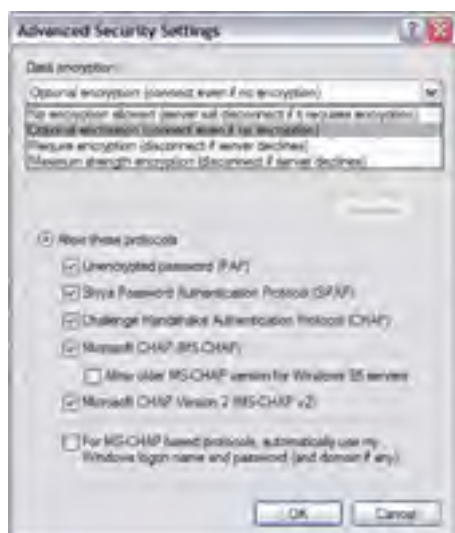 Advanced Security Settings
Data encryption:
Optional encryption (connect even if no encryption)
No encryption allowed (server will disconnect if it requires encryption)
Optional encryption (connect even if no encryption)
Require encryption (disconnect if server declines)
Maximum strength encryption (disconnect if server declines)
Allow these protocols
Unencrypted password (PAP)
Shiva Password Authentication Protocol (SPAP)
Challenge Handshake Authentication Protocol (CHAP)
Microsoft CHAP (MS-CHAP)
Allow older MS-CHAP version for Windows 95 servers
Microsoft CHAP Version 2 (MS-CHAP v2)
For MS-CHAP based protocols, automatically use my
Windows logon name and password (and domain if any)
OK
Cancel